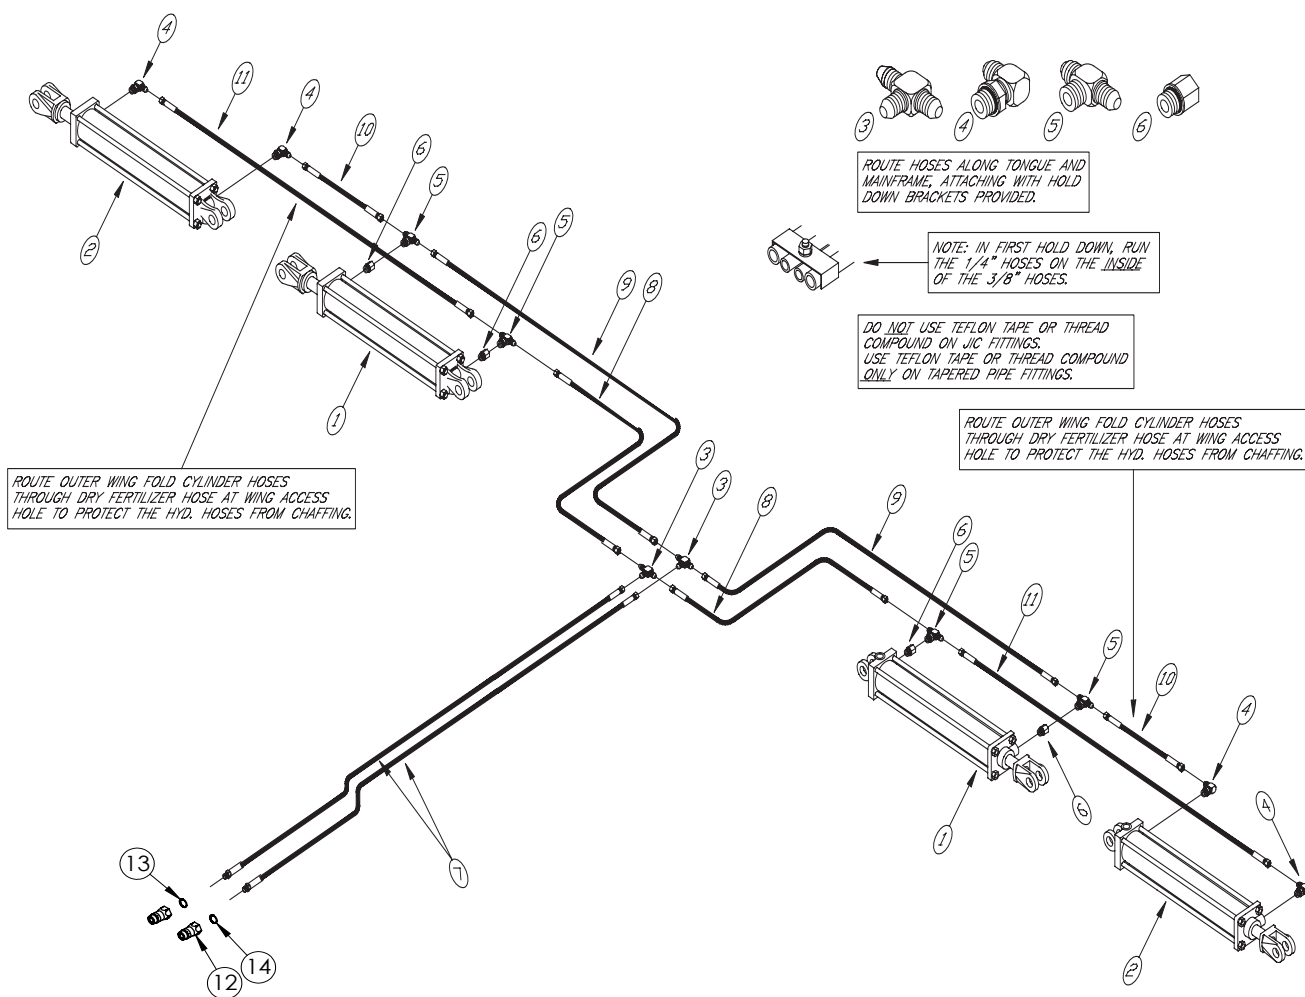 4
11
4
10
6
5
6
5
9
8
2
1
3
4
5
6
ROUTE HOSES ALONG TONGUE AND
MAINFRAME, ATTACHING WITH HOLD
DOWN BRACKETS PROVIDED.
NOTE: IN FIRST HOLD DOWN, RUN
THE 1/4" HOSES ON THE INSIDE
OF THE 3/8" HOSES.
DO NOT USE TEFLON TAPE OR THREAD
COMPOUND ON JIC FITTINGS.
USE TEFLON TAPE OR THREAD COMPOUND
ONLY ON TAPERED PIPE FITTINGS.
ROUTE OUTER WING FOLD CYLINDER HOSES
THROUGH DRY FERTILIZER HOSE AT WING ACCESS
HOLE TO PROTECT THE HYD. HOSES FROM CHAFFING.
ROUTE OUTER WING FOLD CYLINDER HOSES
THROUGH DRY FERTILIZER HOSE AT WING ACCESS
HOLE TO PROTECT THE HYD. HOSES FROM CHAFFING.
3
3
8
9
6
5
11
5
10
4
4
6
1
2
7
13
12
14